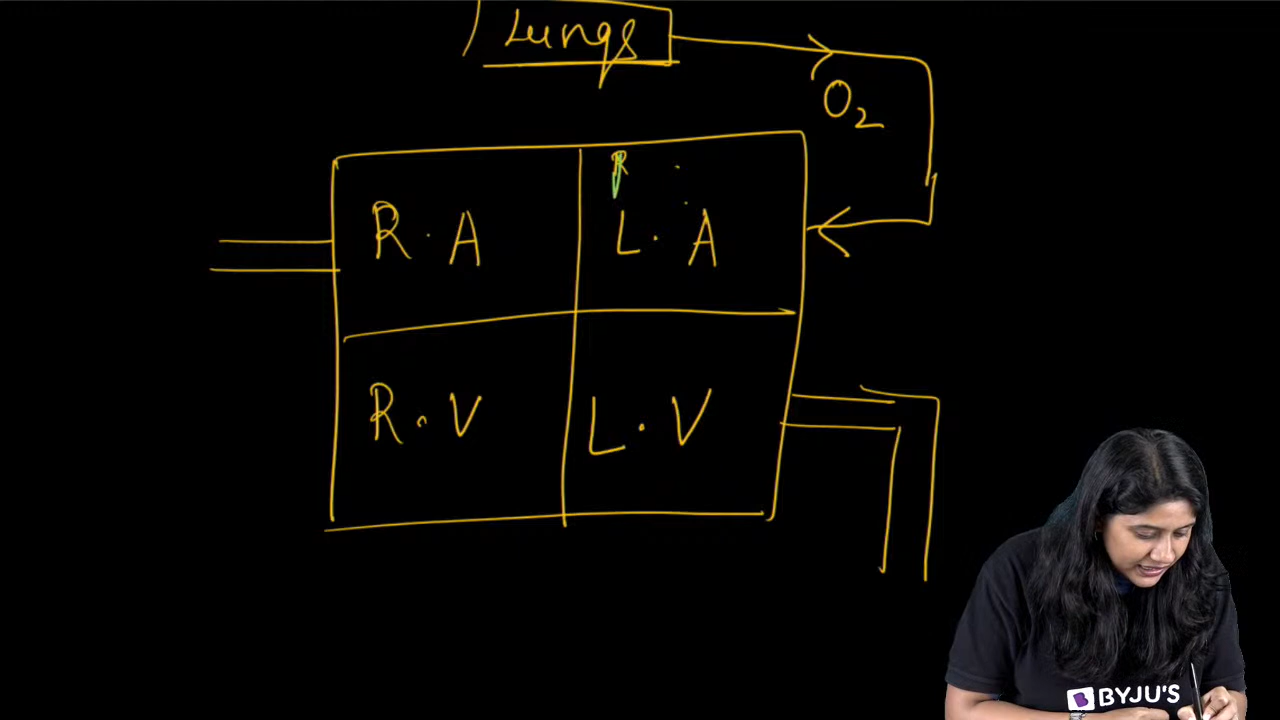 Lungs
O2
R
R. A
L. A
R. V
L. V
BYJU'S